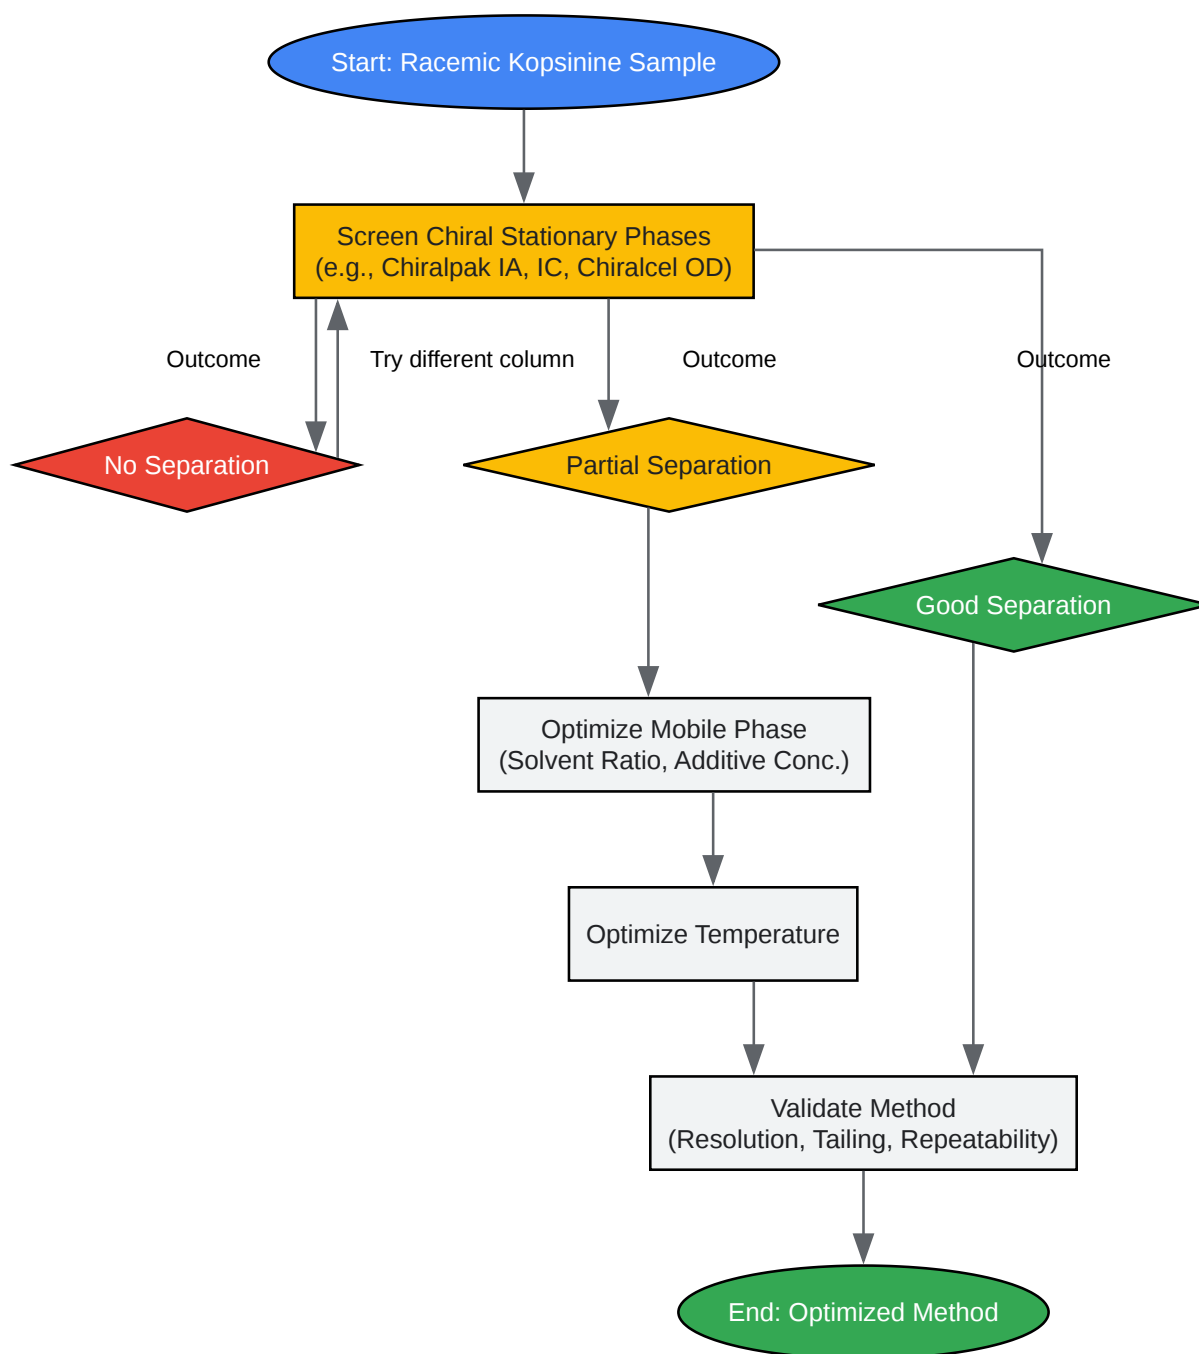 Start: Racemic Kopsinine Sample
Screen Chiral Stationary Phases
(e.g., Chiralpak IA, IC, Chiralcel OD)
Outcome
Try different column
Outcome
Outcome
No Separation
Partial Separation
Good Separation
Optimize Mobile Phase
(Solvent Ratio, Additive Conc.)
Optimize Temperature
Validate Method
(Resolution, Tailing, Repeatability)
End: Optimized Method